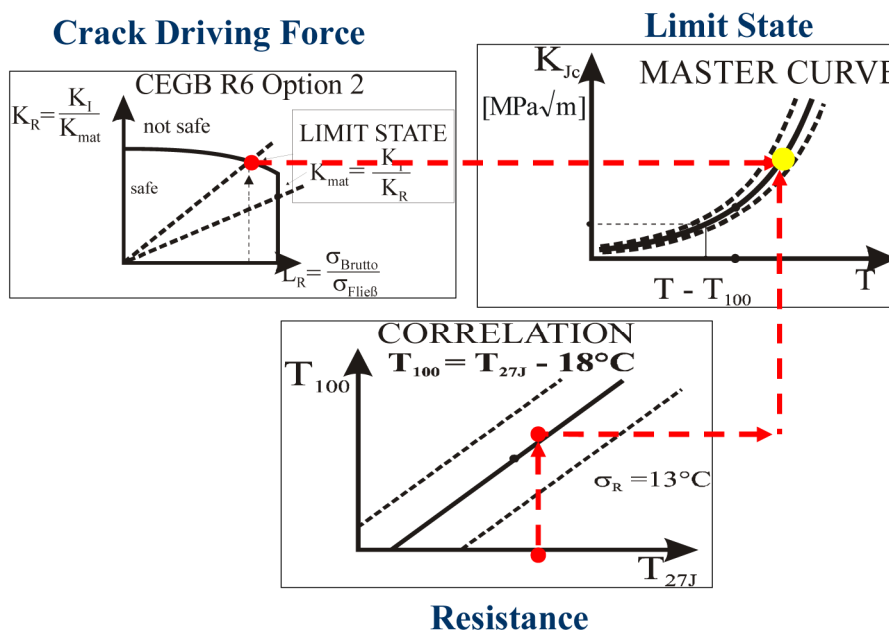 Crack Driving Force
Limit State
CEGB R6 Option 2
K_R = K_I / K_mat
not safe
safe
LIMIT STATE
K_mat = K_I / K_R
L_R = σ_Brutto / σ_Fließ
K_Jc
[MPa√m]
MASTER CURVE
T - T_100
T
CORRELATION
T_100 = T_27J - 18°C
T_100
σ_R =13°C
T_27J
Resistance